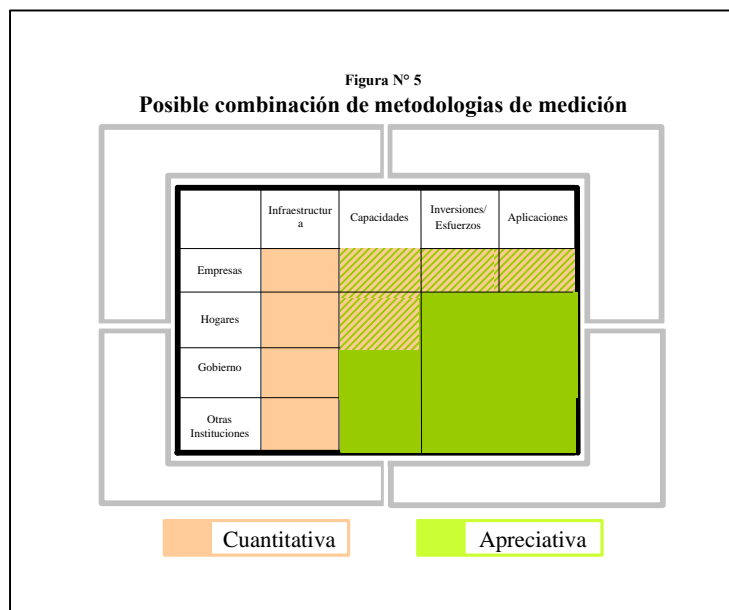 Figura N° 5
Posible combinación de metodologias de medición
Infraestructur
a
Capacidades
Inversiones/
Esfuerzos
Aplicaciones
Empresas
Hogares
Gobierno
Otras
Instituciones
Cuantitativa
Apreciativa